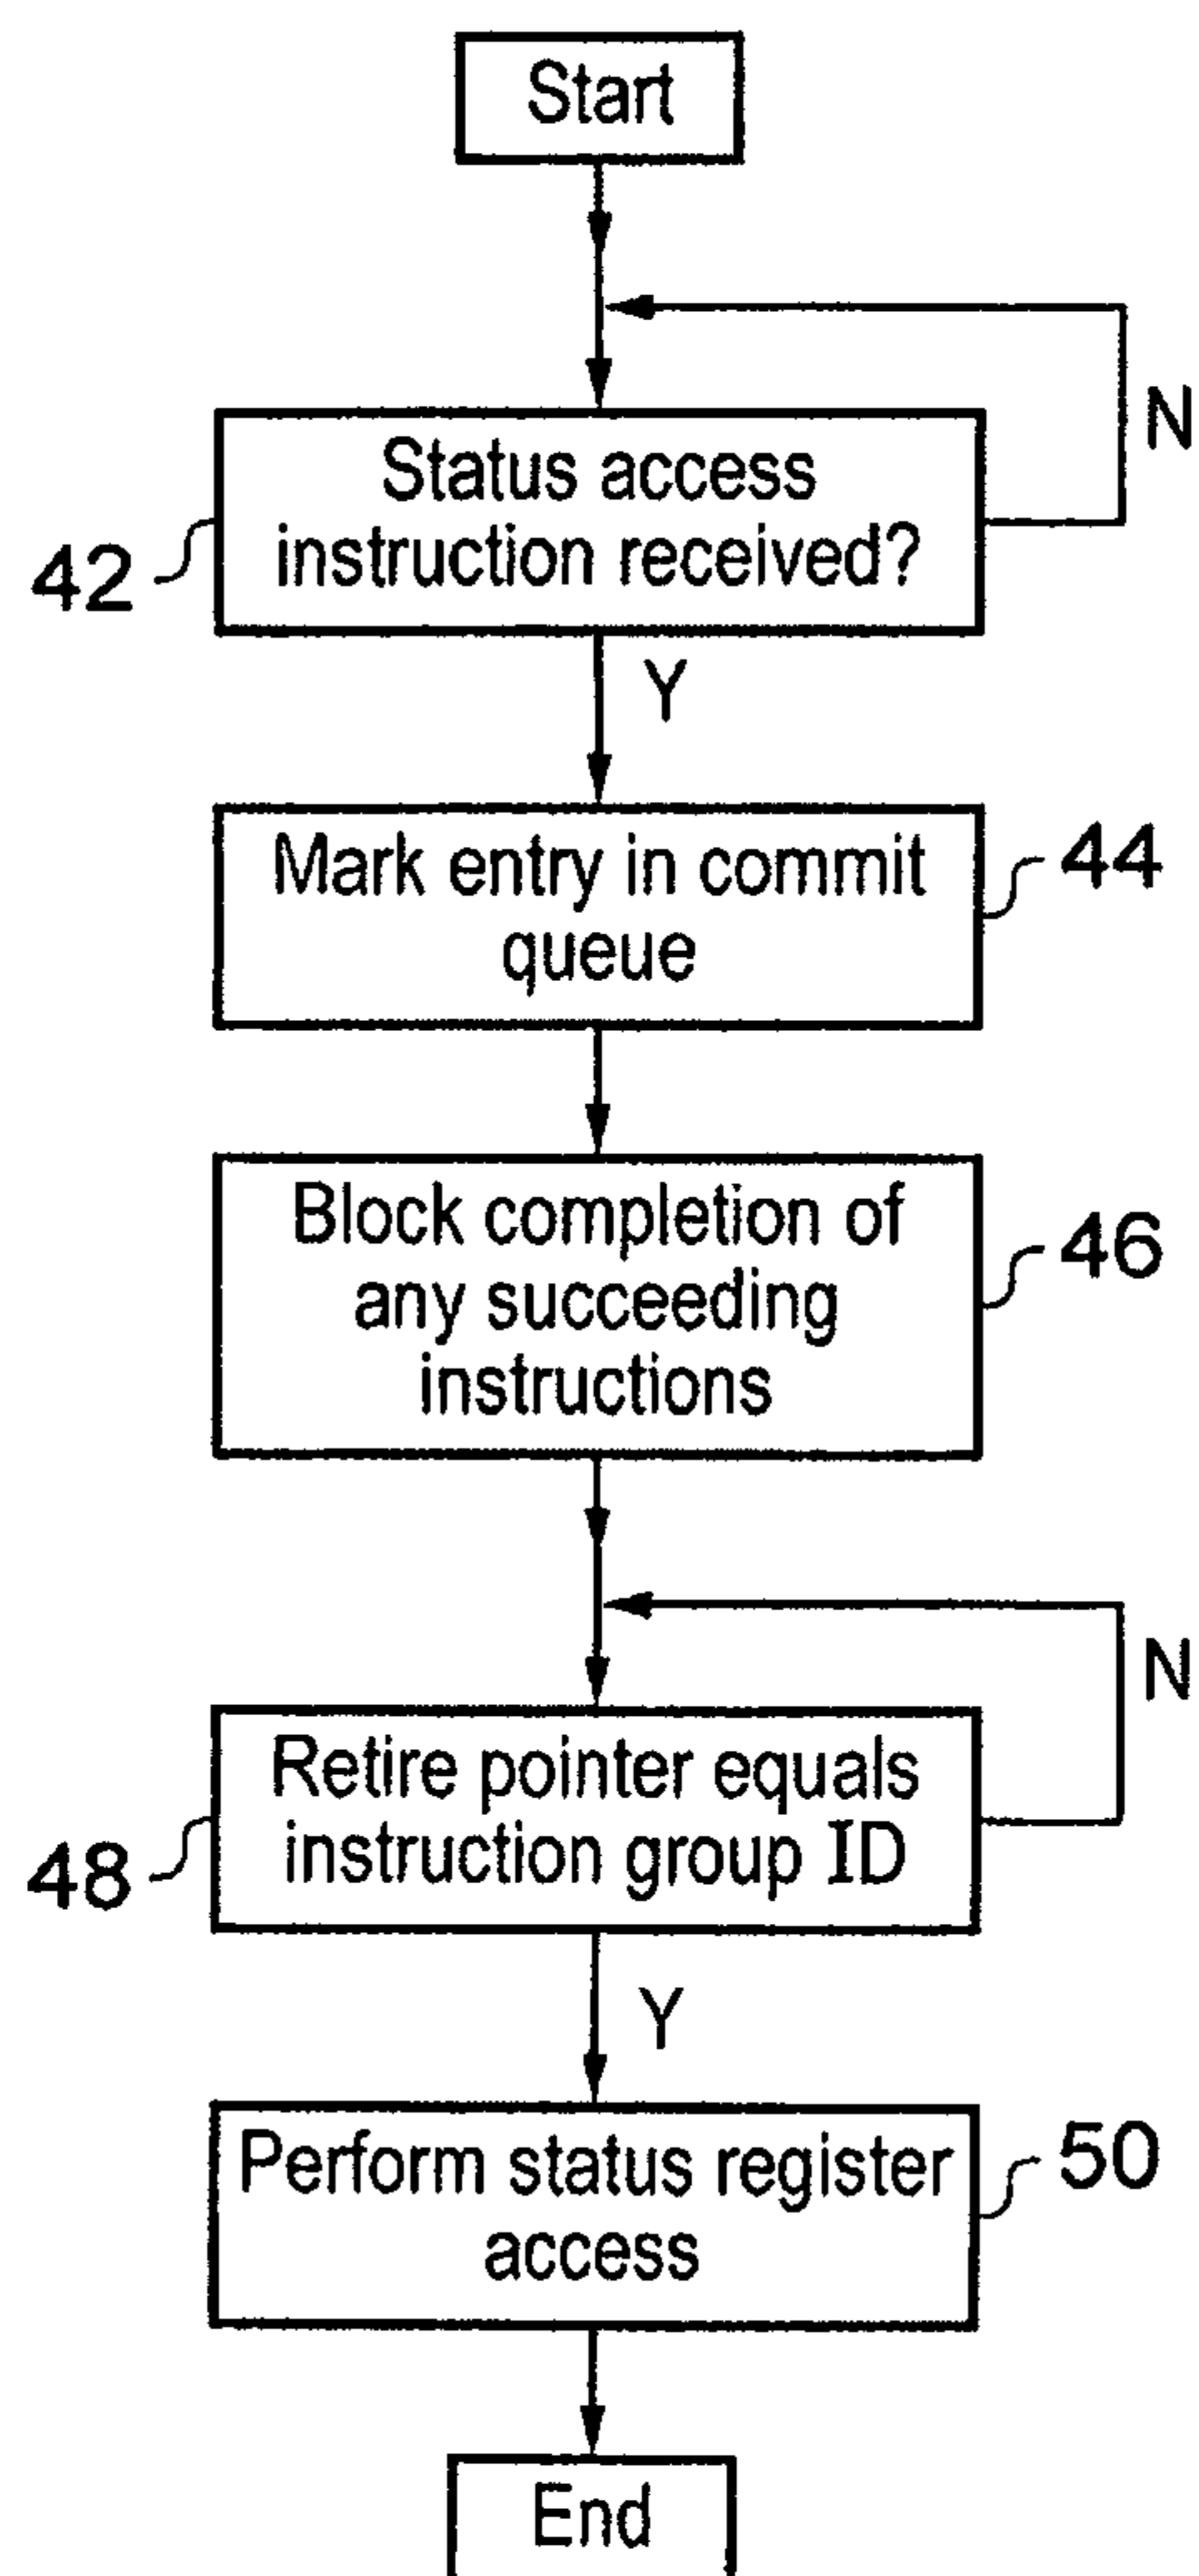 Start
N
Status access
instruction received?
42
Y
Mark entry in commit
queue
44
Block completion of
any succeeding
instructions
46
N
Retire pointer equals
instruction group ID
48
Y
Perform status register
access
50
End